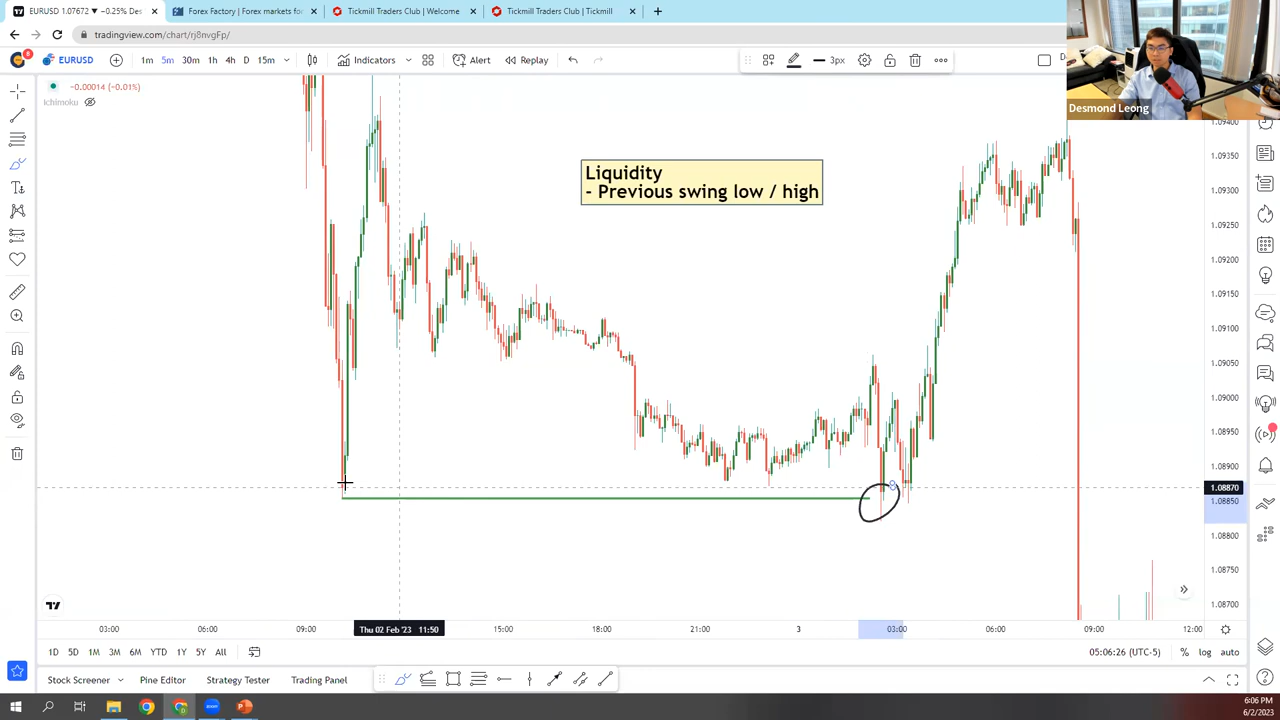 EURUSD 1.07672 ▼ −0.25% Desn
Forex Factory | Forex markets for
Tickmill Traders Club | Welcome
Tickmill Traders Club | Tickmill
tradingview.com/chart/rj8nvgFp/
8
EURUSD
1m 5m 30m 1h 4h D 15m
Indicators
Alert
Replay
3px
Desmond Leong
−0.00014 (−0.01%)
Ichimoku
Liquidity
- Previous swing low / high
1.09400
1.09350
1.09300
1.09250
1.09200
1.09150
1.09100
1.09050
1.09000
1.08950
1.08900
1.08870
1.08850
1.08800
1.08750
1.08700
03:00 06:00 09:00 Thu 02 Feb '23 11:50 15:00 18:00 21:00 3 03:00 06:00 09:00 12:00
1D 5D 1M 3M 6M YTD 1Y 5Y All
05:06:26 (UTC-5) % log auto
Stock Screener Pine Editor Strategy Tester Trading Panel
6:06 PM
6/2/2023